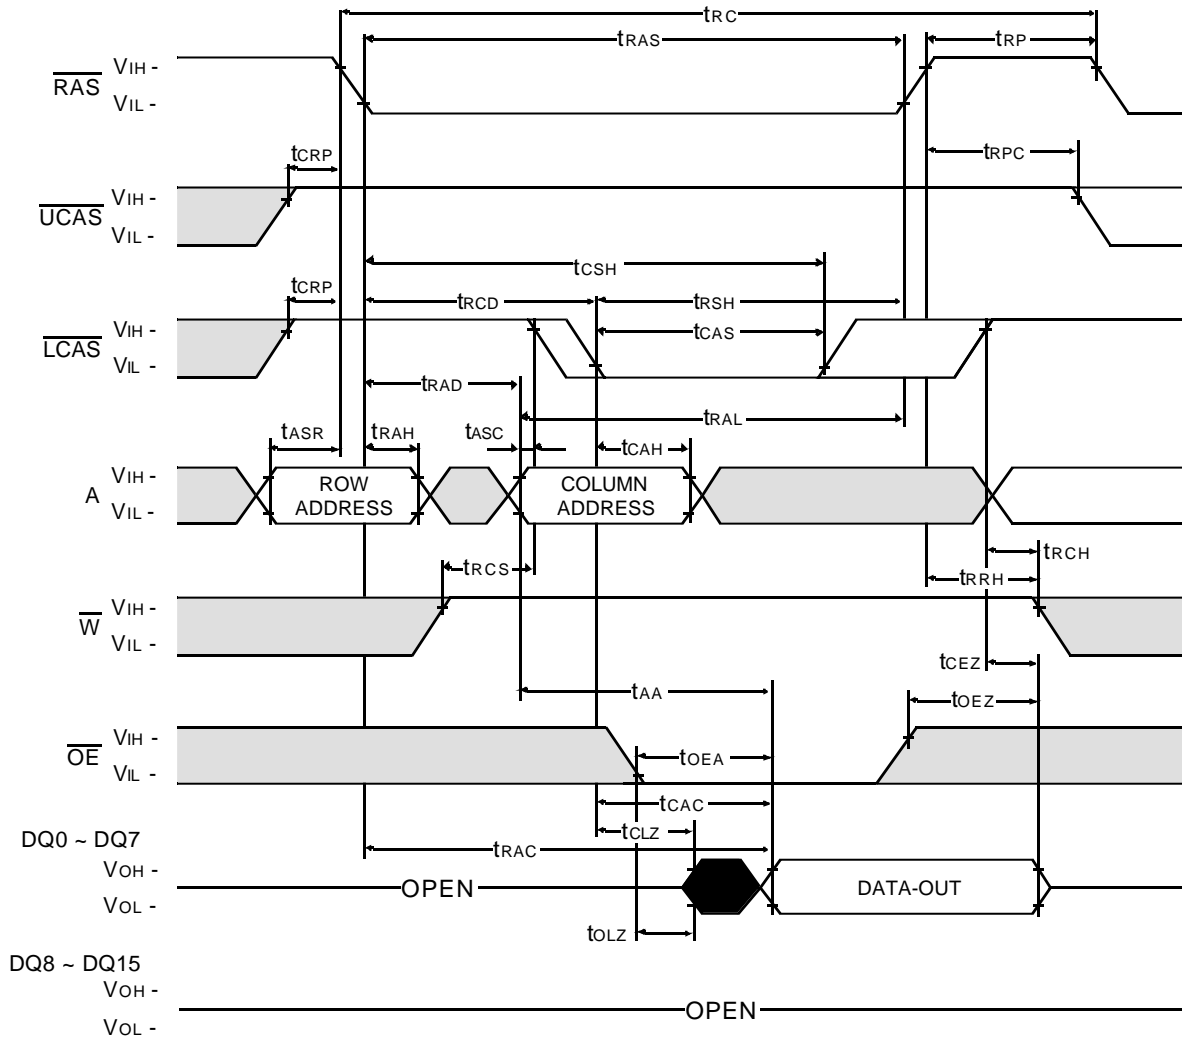 tRC
tRAS
tRP
RAS
VIH -
VIL -
tCRP
tRPC
UCAS
VIH -
VIL -
tCSH
tCRP
tRCD
tRSH
LCAS
VIH -
VIL -
tCAS
tRAD
tRAL
tASR
tRAH
tASC
tCAH
A
VIH -
VIL -
ROW
ADDRESS
COLUMN
ADDRESS
tRCH
tRCS
tRRH
W
VIH -
VIL -
tCEZ
tAA
tOEZ
OE
VIH -
VIL -
tOEA
tCAC
tCLZ
tRAC
DQ0 ~ DQ7
VOH -
VOL -
OPEN
DATA-OUT
tOLZ
DQ8 ~ DQ15
VOH -
VOL -
OPEN